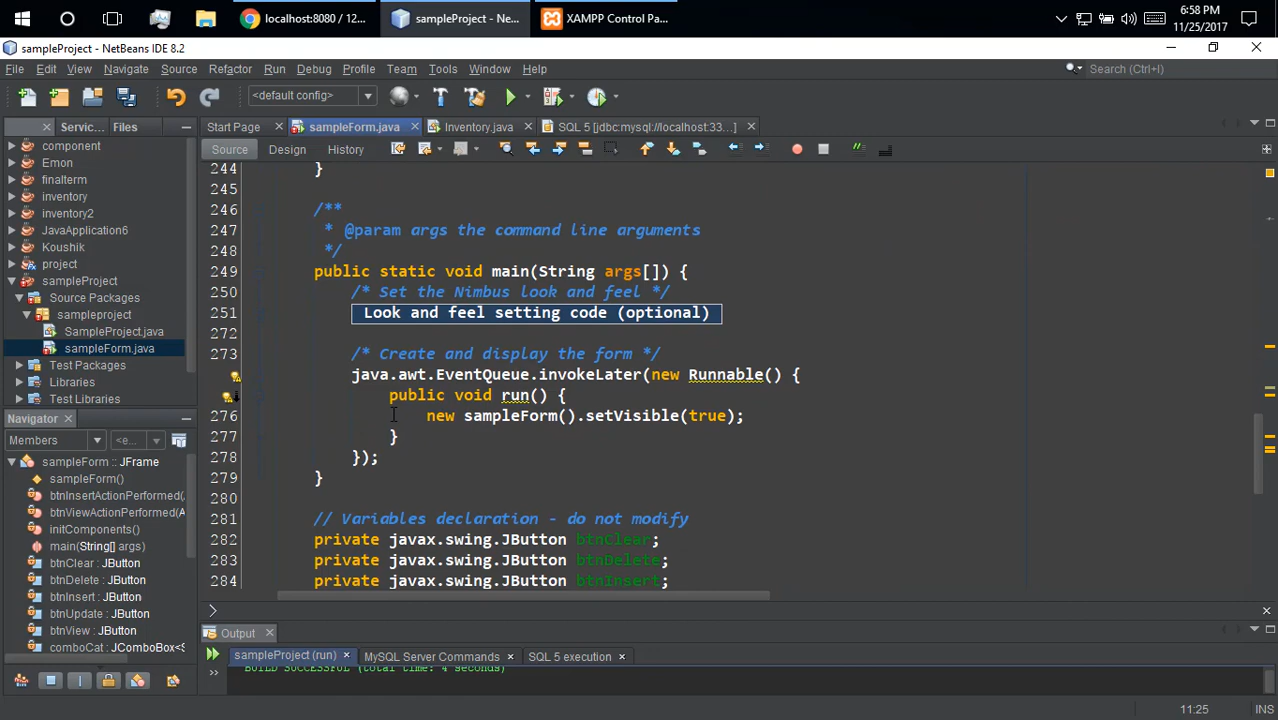 localhost:8080 / 12...
sampleProject - Ne...
XAMPP Control Pa...
6:58 PM
11/25/2017
sampleProject - NetBeans IDE 8.2
File Edit View Navigate Source Refactor Run Debug Profile Team Tools Window Help
Search (Ctrl+I)
<default config>
Servic... Files
Start Page
sampleForm.java
Inventory.java
SQL 5 [jdbc:mysql://localhost:33...]
Source Design History
component
Emon
finalterm
inventory
inventory2
JavaApplication6
Koushik
project
sampleProject
Source Packages
sampleproject
SampleProject.java
sampleForm.java
Test Packages
Libraries
Test Libraries
Navigator
Members
<e...
sampleForm :: JFrame
sampleForm()
btnInsertActionPerformed(
btnViewActionPerformed(A
initComponents()
main(String[] args)
btnClear : JButton
btnDelete : JButton
btnInsert : JButton
btnUpdate : JButton
btnView : JButton
comboCat : JComboBox<S
244 }
245
246 /**
247 * @param args the command line arguments
248 */
249 public static void main(String args[]) {
250 /* Set the Nimbus look and feel */
251 Look and feel setting code (optional)
272
273 /* Create and display the form */
java.awt.EventQueue.invokeLater(new Runnable() {
public void run() {
276 new sampleForm().setVisible(true);
277 }
278 });
279 }
280
281 // Variables declaration - do not modify
282 private javax.swing.JButton btnClear;
283 private javax.swing.JButton btnDelete;
284 private javax.swing.JButton btnInsert;
Output
sampleProject (run)
MySQL Server Commands
SQL 5 execution
BUILD SUCCESSFUL (total time: 4 seconds)
11:25
INS